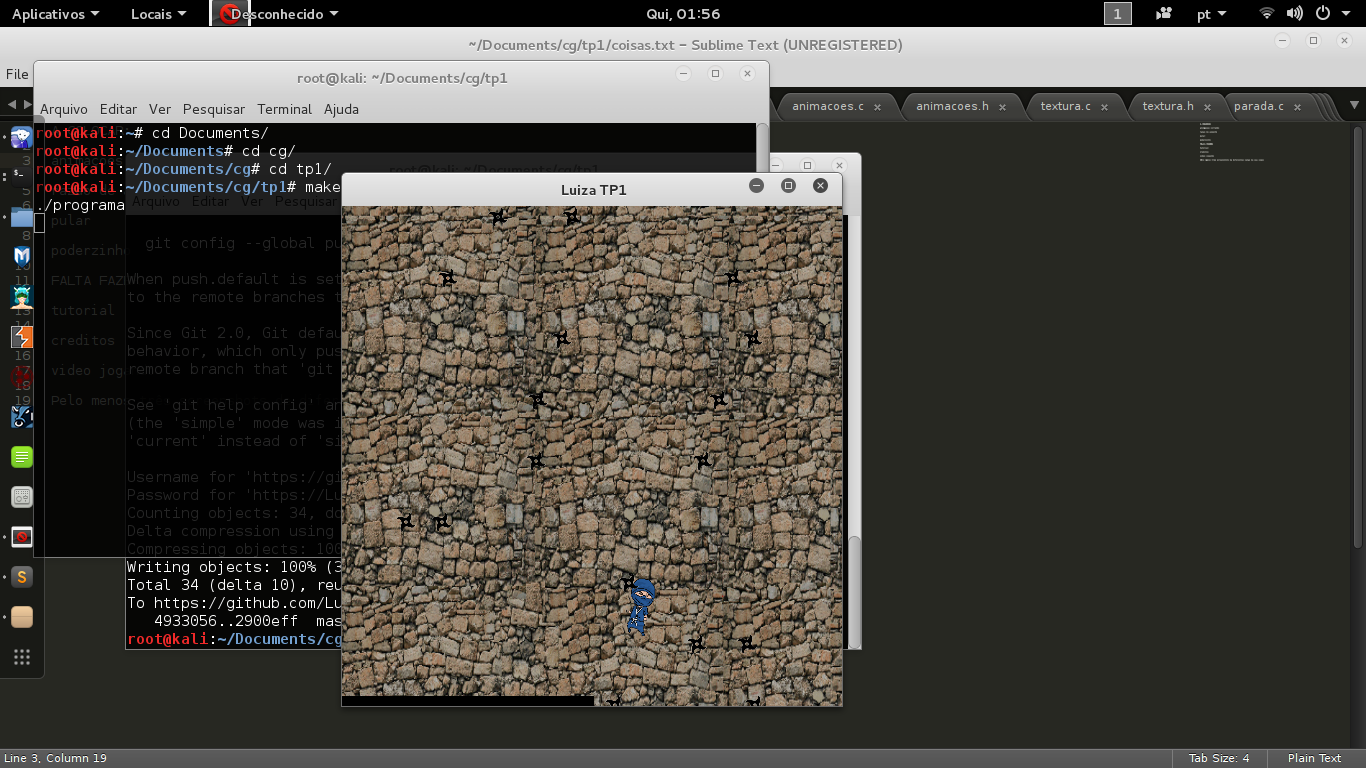 Aplicativos Locais Desconhecido Qui, 01:56 1 pt
~/Documents/cg/tp1/coisas.txt – Sublime Text (UNREGISTERED)
File
root@kali: ~/Documents/cg/tp1
Arquivo Editar Ver Pesquisar Terminal Ajuda
animacoes.c animacoes.h textura.c textura.h parada.c
root@kali:~# cd Documents/
root@kali:~/Documents# cd cg/
root@kali:~/Documents/cg# cd tp1/
root@kali:~/Documents/cg/tp1# make
./programa
Luiza TP1
Arquivo Editar Ver Pesquisar
pular
git config --global pu
poderzinho
FALTA FAZ
When push.default is set
to the remote branches t
tutorial
Since Git 2.0, Git defau
creditos
behavior, which only pus
video jog
remote branch that 'git
Pelo meno
See 'git help config' an
(the 'simple' mode was i
'current' instead of 'si
Username for 'https://gi
Password for 'https://Lu
Counting objects: 34, do
Delta compression using
Compressing objects: 100
Writing objects: 100% (3
Total 34 (delta 10), reu
To https://github.com/Lu
4933056..2900eff mas
root@kali:~/Documents/cg
Line 3, Column 19 Tab Size: 4 Plain Text